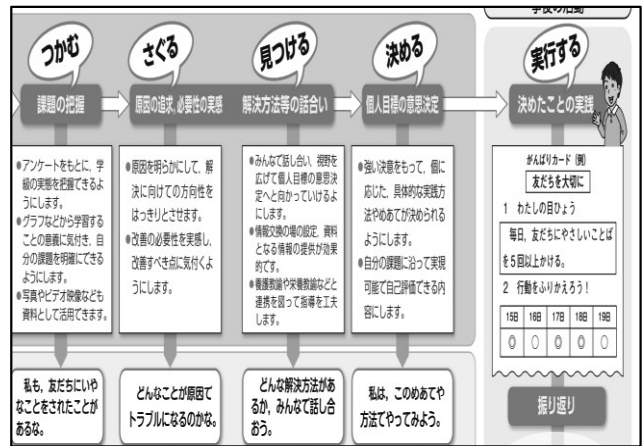 つかむ
課題の把握
●アンケートをもとに，学
級の実態を把握できるよ
うにします。
●グラフなどから学習する
ことの意義に気付き，自
分の課題を明確にできる
ようにします。
●写真やビデオ映像なども
資料として活用できます。
私も，友だちにいや
なことをされたことが
あるな。
さぐる
原因の追求，必要性の実感
●原因を明らかにして，解
決に向けての方向性を
はっきりとさせます。
●改善の必要性を実感し，
改善すべき点に気付くよ
うにします。
どんなことが原因で
トラブルになるのかな。
見つける
解決方法等の話合い
●みんなで話し合い，視野を
広げて個人目標の意思決
定へと向かっていけるよ
にします。
●情報交換の場の設定，資料
となる情報の提供が効果
的です。
●養護教諭や栄養教諭などと
連携を図って指導を工夫
します。
どんな解決方法があ
るか，みんなで話し合
おう。
決める
個人目標の意思決定
●強い決意をもって，個に
応じた，具体的な実践方
法やめあてが決められる
ようにします。
●自分の課題に沿って実現
可能で自己評価できる内
容にします。
私は，このめあてや
方法でやってみよう。
実行する
決めたことの実践
がんばりカード（例）
友だちを大切に
1 わたしの目ひょう
毎日，友だちにやさしいことば
を5回以上かける。
2 行動をふりかえろう！
15日 16日 17日 18日 19日
◎ ○ ◎ ◎ ○
振り返り